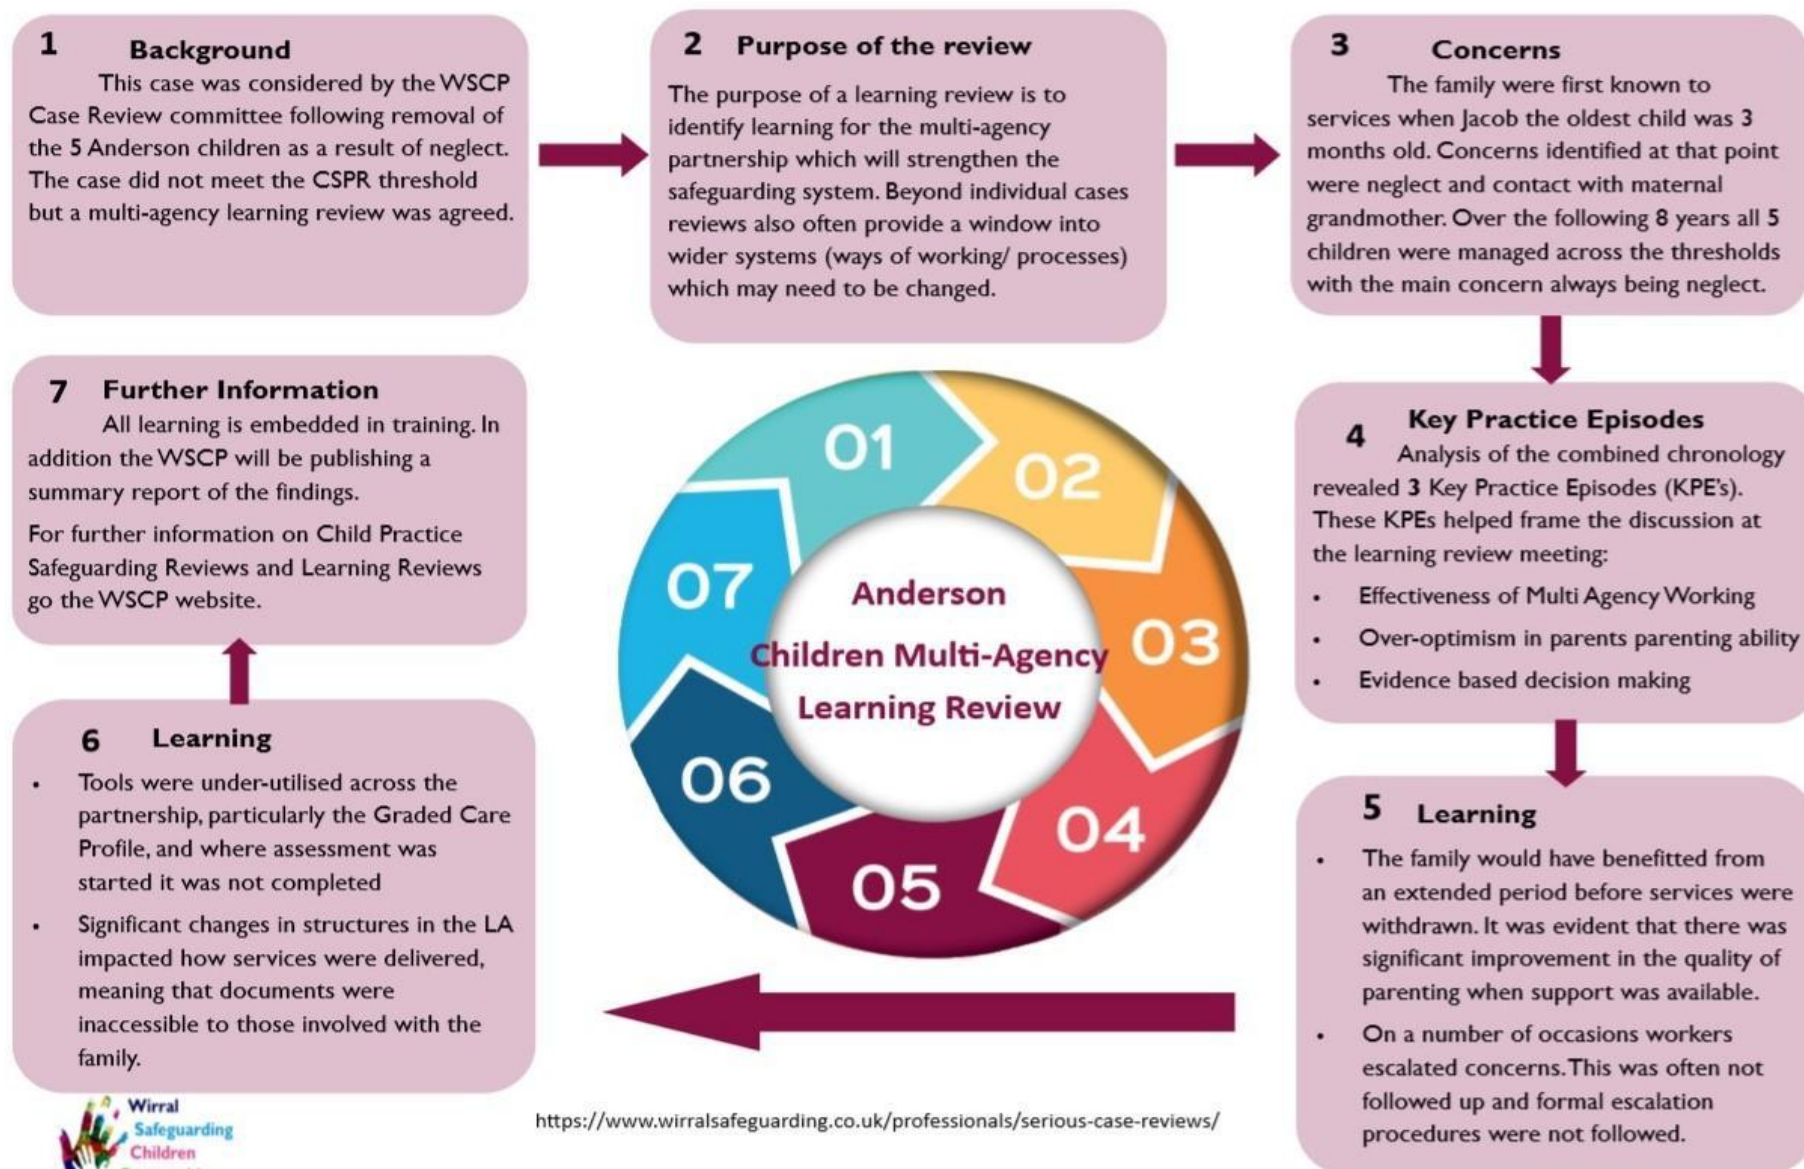 1 Background
This case was considered by the WSCP
Case Review committee following removal of
the 5 Anderson children as a result of neglect.
The case did not meet the CSPR threshold
but a multi-agency learning review was agreed.
2 Purpose of the review
The purpose of a learning review is to
identify learning for the multi-agency
partnership which will strengthen the
safeguarding system. Beyond individual cases
reviews also often provide a window into
wider systems (ways of working/ processes)
which may need to be changed.
3 Concerns
The family were first known to
services when Jacob the oldest child was 3
months old. Concerns identified at that point
were neglect and contact with maternal
grandmother. Over the following 8 years all 5
children were managed across the thresholds
with the main concern always being neglect.
4 Key Practice Episodes
Analysis of the combined chronology
revealed 3 Key Practice Episodes (KPE's).
These KPEs helped frame the discussion at
the learning review meeting:
• Effectiveness of Multi Agency Working
• Over-optimism in parents parenting ability
• Evidence based decision making
5 Learning
• The family would have benefitted from
an extended period before services were
withdrawn. It was evident that there was
significant improvement in the quality of
parenting when support was available.
• On a number of occasions workers
escalated concerns. This was often not
followed up and formal escalation
procedures were not followed.
6 Learning
• Tools were under-utilised across the
partnership, particularly the Graded Care
Profile, and where assessment was
started it was not completed
• Significant changes in structures in the LA
impacted how services were delivered,
meaning that documents were
inaccessible to those involved with the
family.
7 Further Information
All learning is embedded in training. In
addition the WSCP will be publishing a
summary report of the findings.
For further information on Child Practice
Safeguarding Reviews and Learning Reviews
go the WSCP website.
01
02
03
04
05
06
07
Anderson
Children Multi-Agency
Learning Review
Wirral
Safeguarding
Children
https://www.wirralsafeguarding.co.uk/professionals/serious-case-reviews/